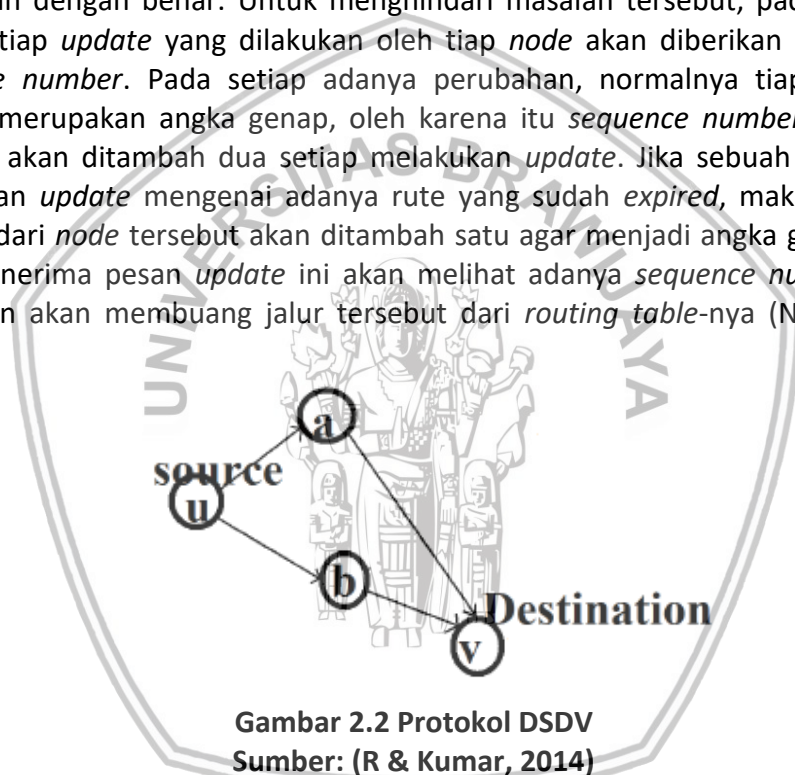 n dengan benar. Untuk menghindari masalah tersebut, pad
tiap update yang dilakukan oleh tiap node akan diberikan
e number. Pada setiap adanya perubahan, normalnya tiap
merupakan angka genap, oleh karena itu sequence number
akan ditambah dua setiap melakukan update. Jika sebuah
an update mengenai adanya rute yang sudah expired, mak
dari node tersebut akan ditambah satu agar menjadi angka g
nerima pesan update ini akan melihat adanya sequence nu
n akan membuang jalur tersebut dari routing table-nya (N
UNIVERSITAS BRAWIJAYA
a
source
u
b
Destination
v
Gambar 2.2 Protokol DSDV
Sumber: (R & Kumar, 2014)